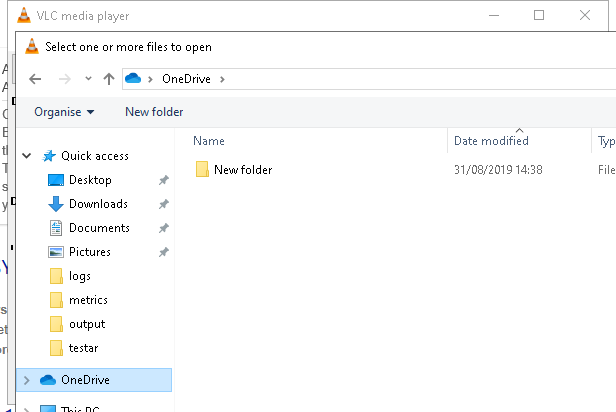 VLC media player
Select one or more files to open
OneDrive
Organise New folder
Name Date modified Typ
Quick access
New folder 31/08/2019 14:38 File
Desktop
Downloads
Documents
Pictures
logs
metrics
output
testar
OneDrive
This PC